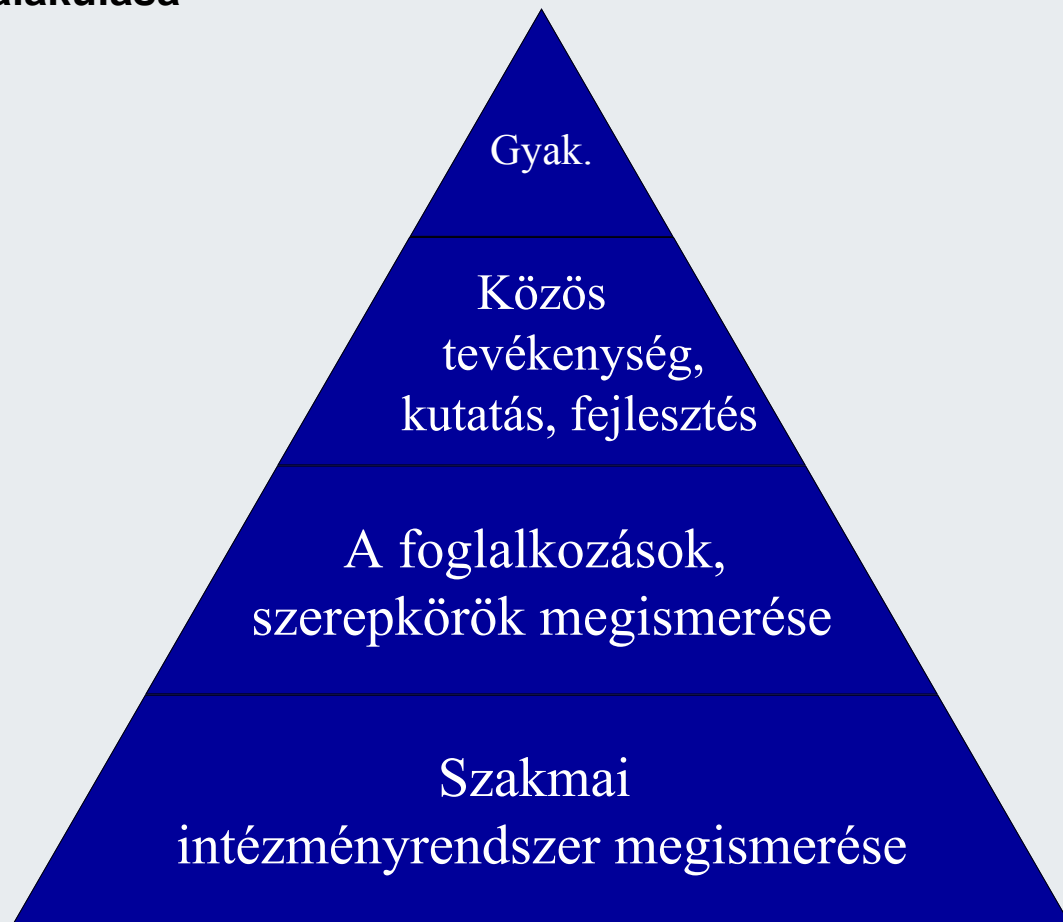 Gyak.
Közös
tevékenység,
kutatás, fejlesztés
A foglalkozások,
szerepkörök megismerése
Szakmai
intézményrendszer megismerése